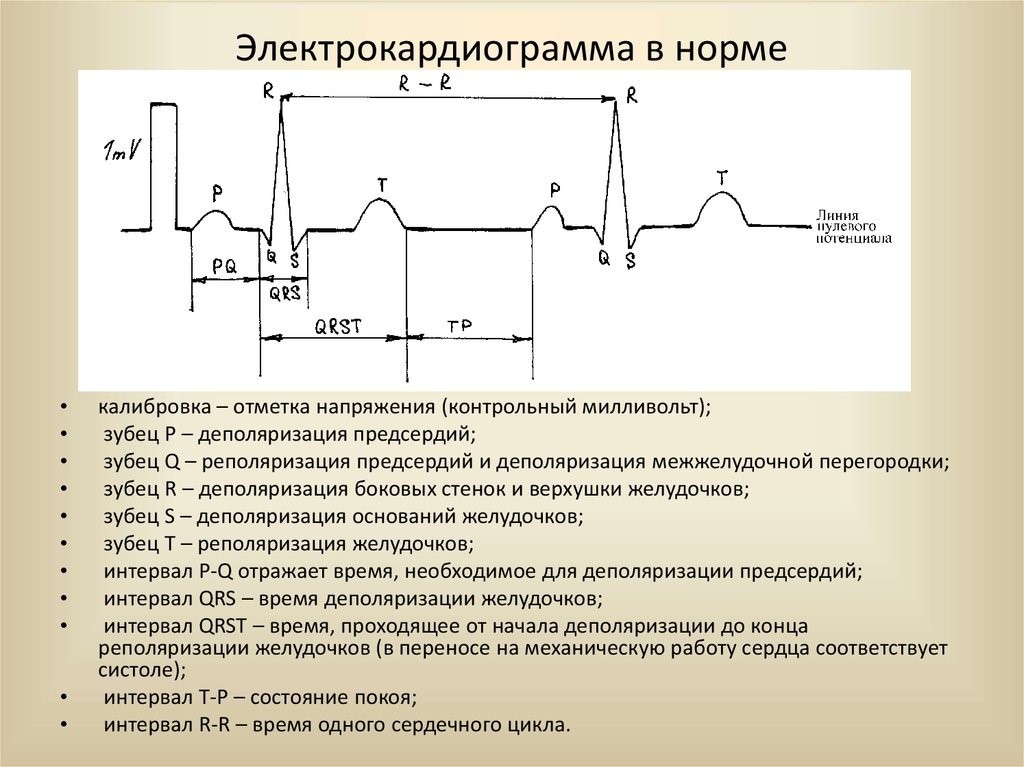 Электрокардиограмма в норме
R
R – R
R
1mV
P
T
P
T
Линия
нулевого
потенциала
PQ
Q
S
Q
S
QRS
QRST
TP
• калибровка – отметка напряжения (контрольный милливольт);
• зубец P – деполяризация предсердий;
• зубец Q – реполяризация предсердий и деполяризация межжелудочной перегородки;
• зубец R – деполяризация боковых стенок и верхушки желудочков;
• зубец S – деполяризация оснований желудочков;
• зубец T – реполяризация желудочков;
• интервал P-Q отражает время, необходимое для деполяризации предсердий;
• интервал QRS – время деполяризации желудочков;
• интервал QRST – время, проходящее от начала деполяризации до конца
реполяризации желудочков (в переносе на механическую работу сердца соответствует
систоле);
• интервал T-P – состояние покоя;
• интервал R-R – время одного сердечного цикла.